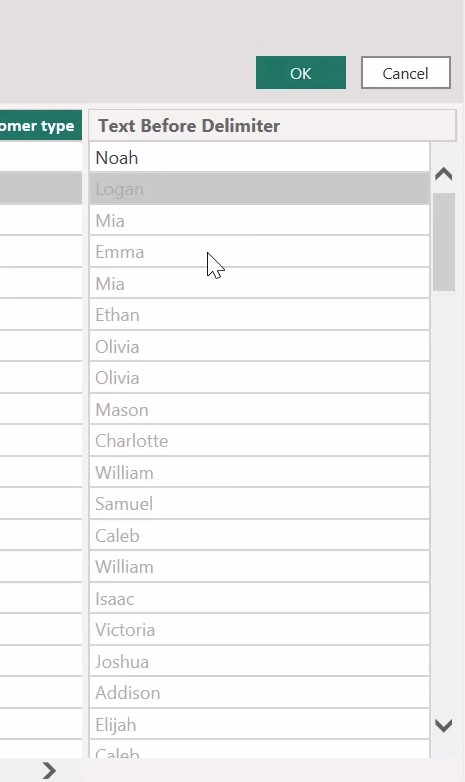 OK Cancel
omer type Text Before Delimiter
Noah
Logan
Mia
Emma
Mia
Ethan
Olivia
Olivia
Mason
Charlotte
William
Samuel
Caleb
William
Isaac
Victoria
Joshua
Addison
Elijah
Caleb